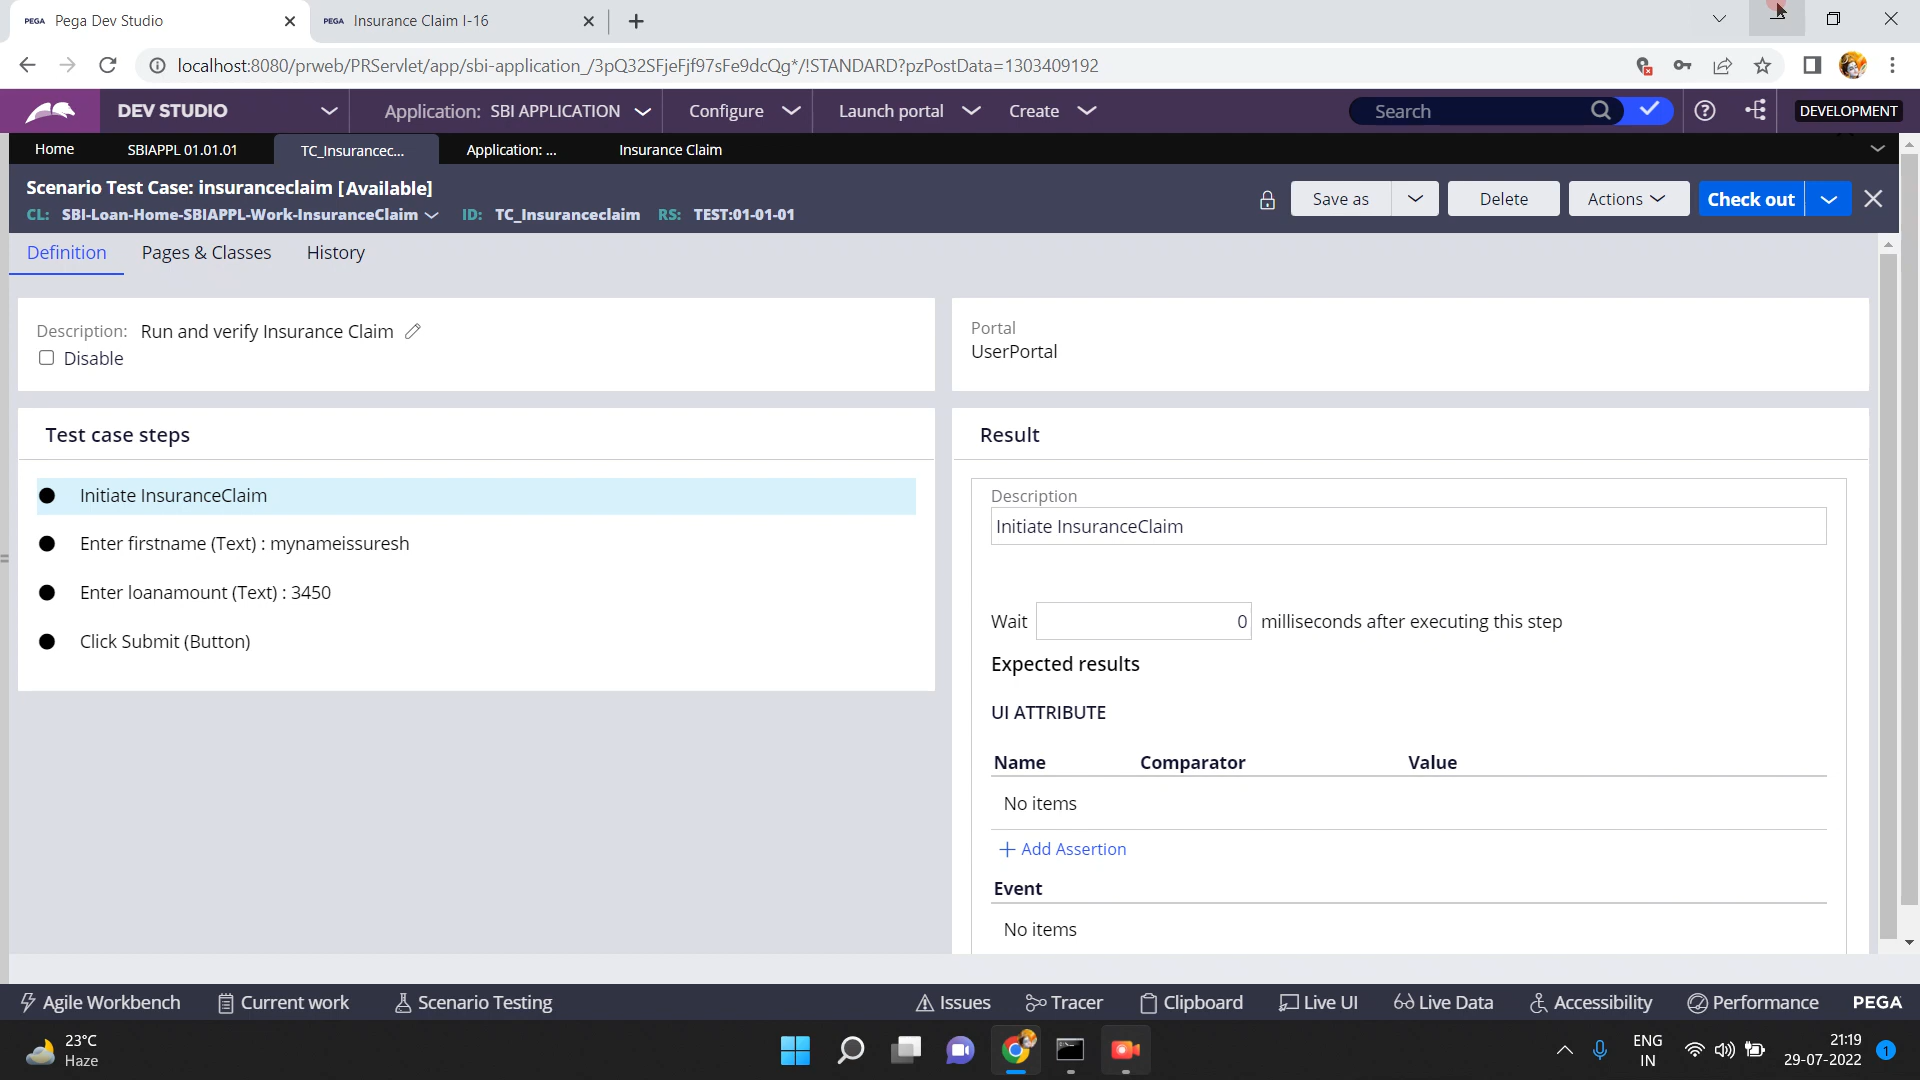 PEGA Pega Dev Studio
PEGA Insurance Claim I-16
localhost:8080/prweb/PRServlet/app/sbi-application_/3pQ32SFjeFjf97sFe9dcQg*/!STANDARD?pzPostData=1303409192
DEV STUDIO
Application: SBI APPLICATION
Configure
Launch portal
Create
Search
DEVELOPMENT
Home
SBIAPPL 01.01.01
TC_Insurancec...
Application: ...
Insurance Claim
Scenario Test Case: insuranceclaim [Available]
CL: SBI-Loan-Home-SBIAPPL-Work-InsuranceClaim ID: TC_Insuranceclaim RS: TEST:01-01-01
Save as
Delete
Actions
Check out
Definition
Pages & Classes
History
Description: Run and verify Insurance Claim
Disable
Portal
UserPortal
Test case steps
Initiate InsuranceClaim
Enter firstname (Text) : mynameissuresh
Enter loanamount (Text) : 3450
Click Submit (Button)
Result
Description
Initiate InsuranceClaim
Wait 0 milliseconds after executing this step
Expected results
UI ATTRIBUTE
Name Comparator Value
No items
+ Add Assertion
Event
No items
Agile Workbench
Current work
Scenario Testing
Issues
Tracer
Clipboard
Live UI
Live Data
Accessibility
Performance
PEGA
23°C
Haze
ENG
IN
21:19
29-07-2022
1